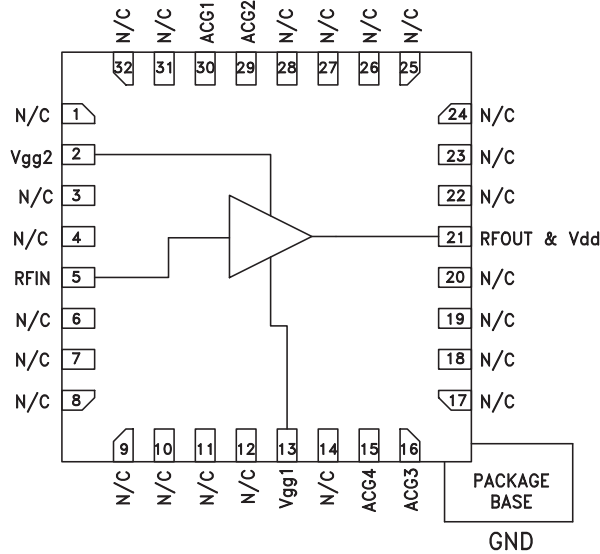 N/C N/C ACG1 ACG2 N/C N/C N/C N/C
32 31 30 29 28 27 26 25
N/C 1 24 N/C
Vgg2 2 23 N/C
N/C 3 22 N/C
N/C 4 21 RFOUT & Vdd
RFIN 5 20 N/C
N/C 6 19 N/C
N/C 7 18 N/C
N/C 8 17 N/C
9 10 11 12 13 14 15 16
N/C N/C N/C N/C Vgg1 N/C ACG4 ACG3
PACKAGE
BASE
GND